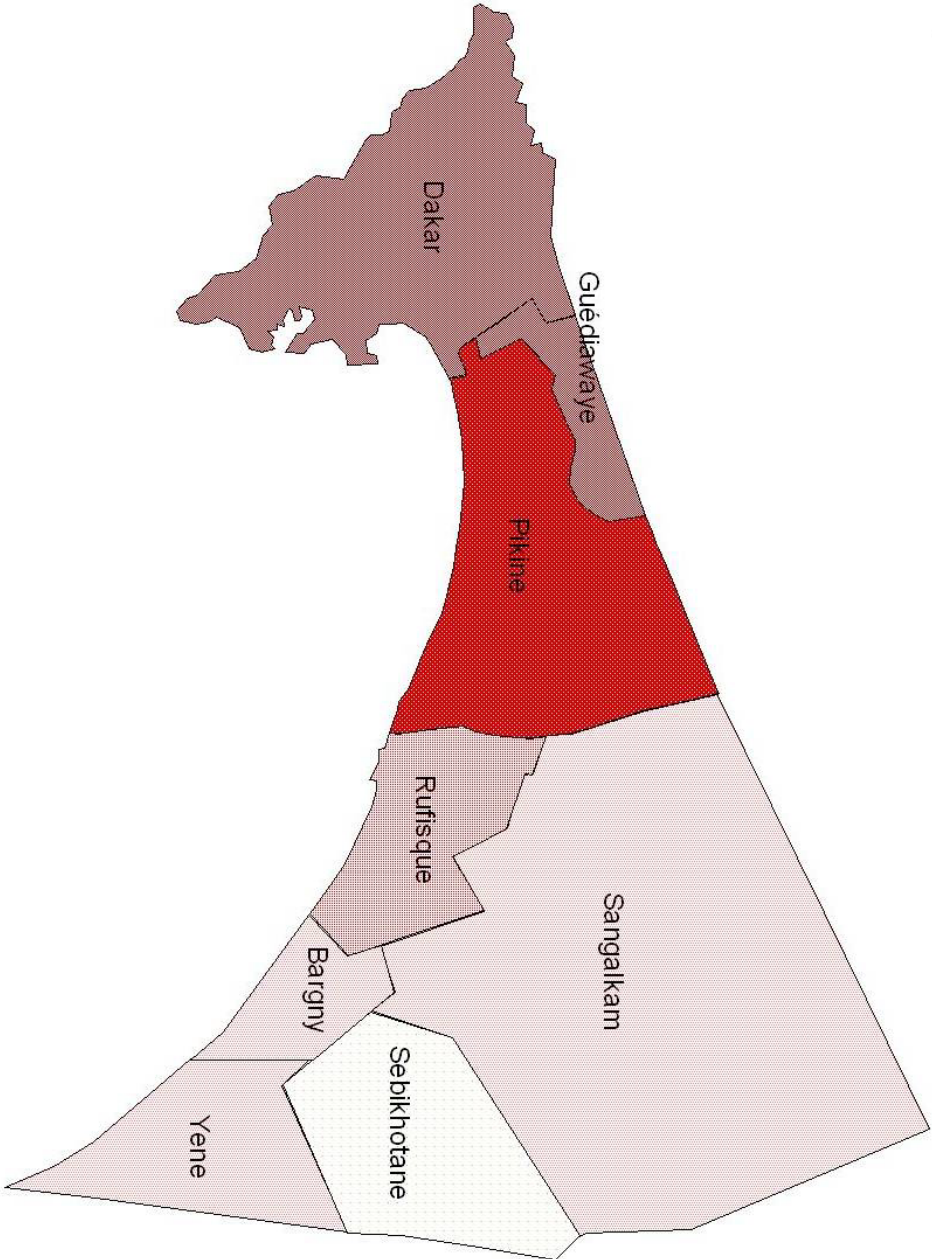 Dakar
Guédiawaye
Pikine
Rufisque
Sangalkam
Bargny
Sebikhotane
Yene